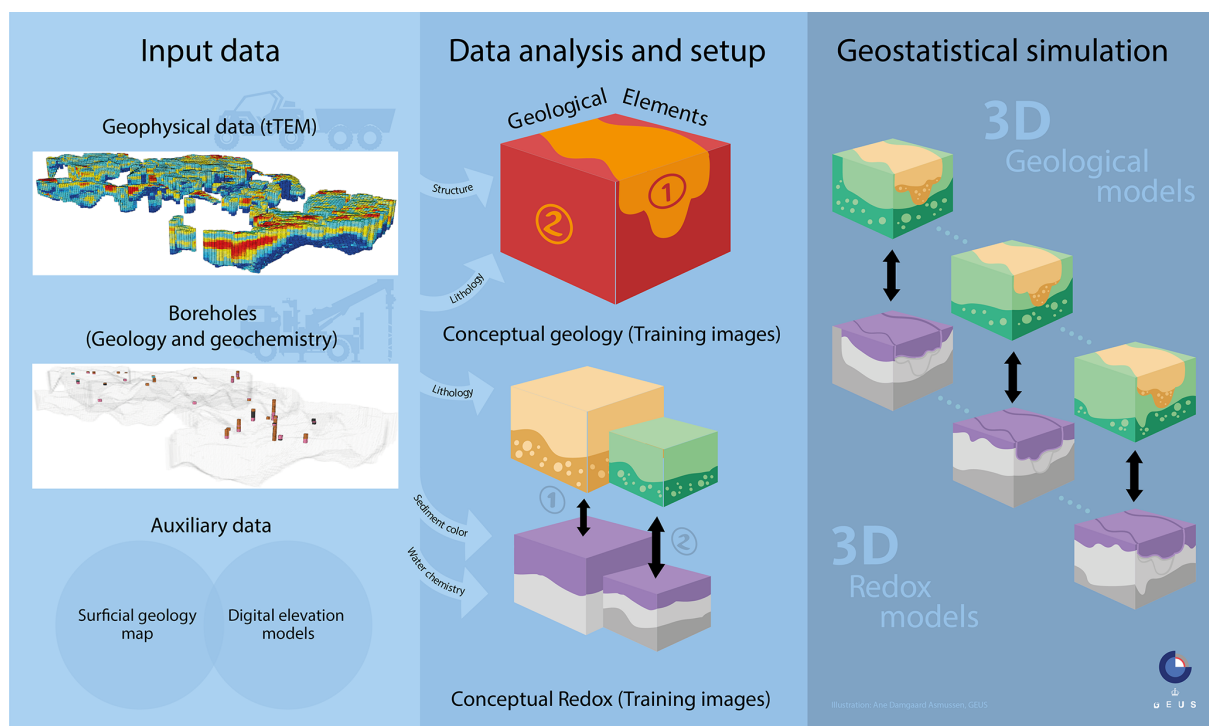 Input data
Geophysical data (tTEM)
Boreholes
(Geology and geochemistry)
Auxiliary data
Surficial geology
map
Digital elevation
models
Data analysis and setup
Geological Elements
Structure
1
2
Lithology
Conceptual geology (Training images)
Lithology
1
Sediment color
2
Water chemistry
Conceptual Redox (Training images)
Geostatistical simulation
3D
Geological
models
3D
Redox
models
Illustration: Ane Damgaard Asmussen, GEUS
GEUS